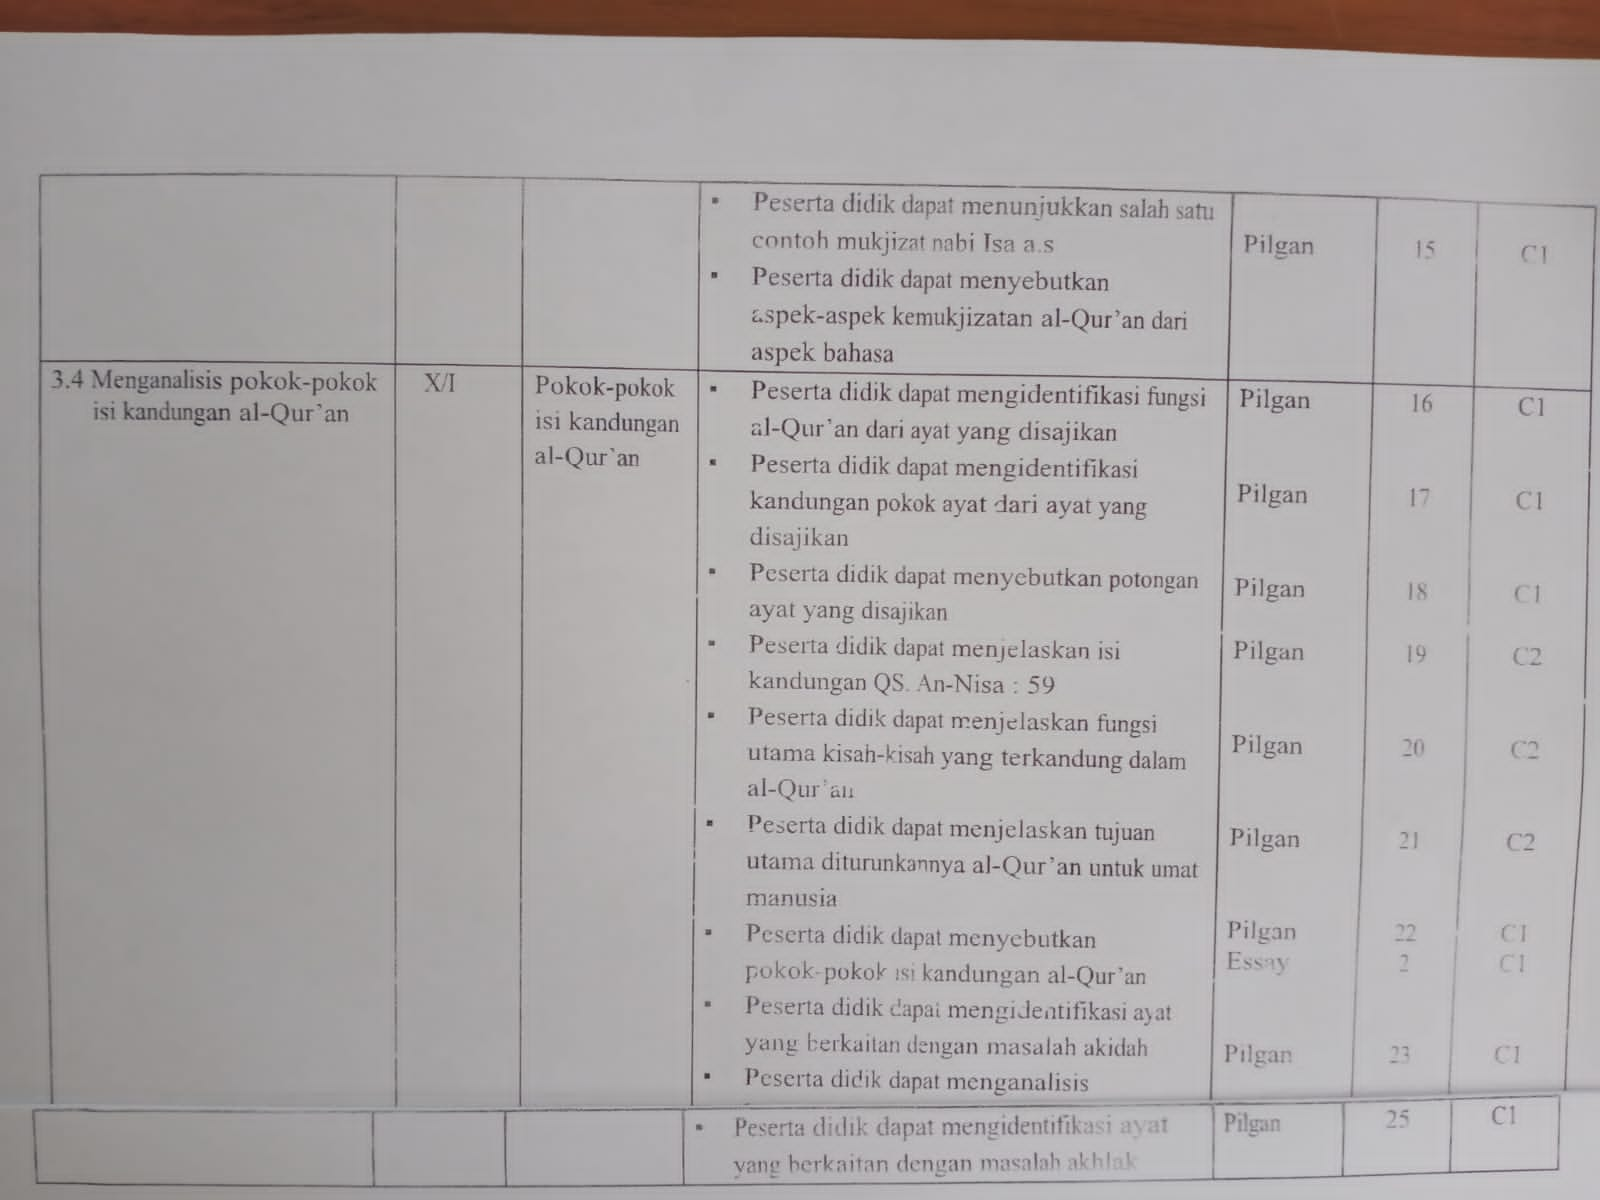 Peserta didik dapat menunjukkan salah satu
contoh mukjizat nabi Isa a.s
Pilgan 15 C1
Peserta didik dapat menyebutkan
aspek-aspek kemukjizatan al-Qur'an dari
aspek bahasa
3.4 Menganalisis pokok-pokok
isi kandungan al-Qur'an
X/I
Pokok-pokok
isi kandungan
al-Qur'an
Peserta didik dapat mengidentifikasi fungsi
al-Qur'an dari ayat yang disajikan
Pilgan 16 C1
Peserta didik dapat mengidentifikasi
kandungan pokok ayat dari ayat yang
disajikan
Pilgan 17 C1
Peserta didik dapat menyebutkan potongan
ayat yang disajikan
Pilgan 18 C1
Peserta didik dapat menjelaskan isi
kandungan QS. An-Nisa : 59
Pilgan 19 C2
Peserta didik dapat menjelaskan fungsi
utama kisah-kisah yang terkandung dalam
al-Qur'an
Pilgan 20 C2
Peserta didik dapat menjelaskan tujuan
utama diturunkannya al-Qur'an untuk umat
manusia
Pilgan 21 C2
Peserta didik dapat menyebutkan
pokok-pokok isi kandungan al-Qur'an
Pilgan 22 C1
Essay 2 C1
Peserta didik dapat mengidentifikasi ayat
yang berkaitan dengan masalah akidah
Pilgan 23 C1
Peserta didik dapat menganalisis
Peserta didik dapat mengidentifikasi ayat
yang berkaitan dengan masalah akhlak
Pilgan 25 C1